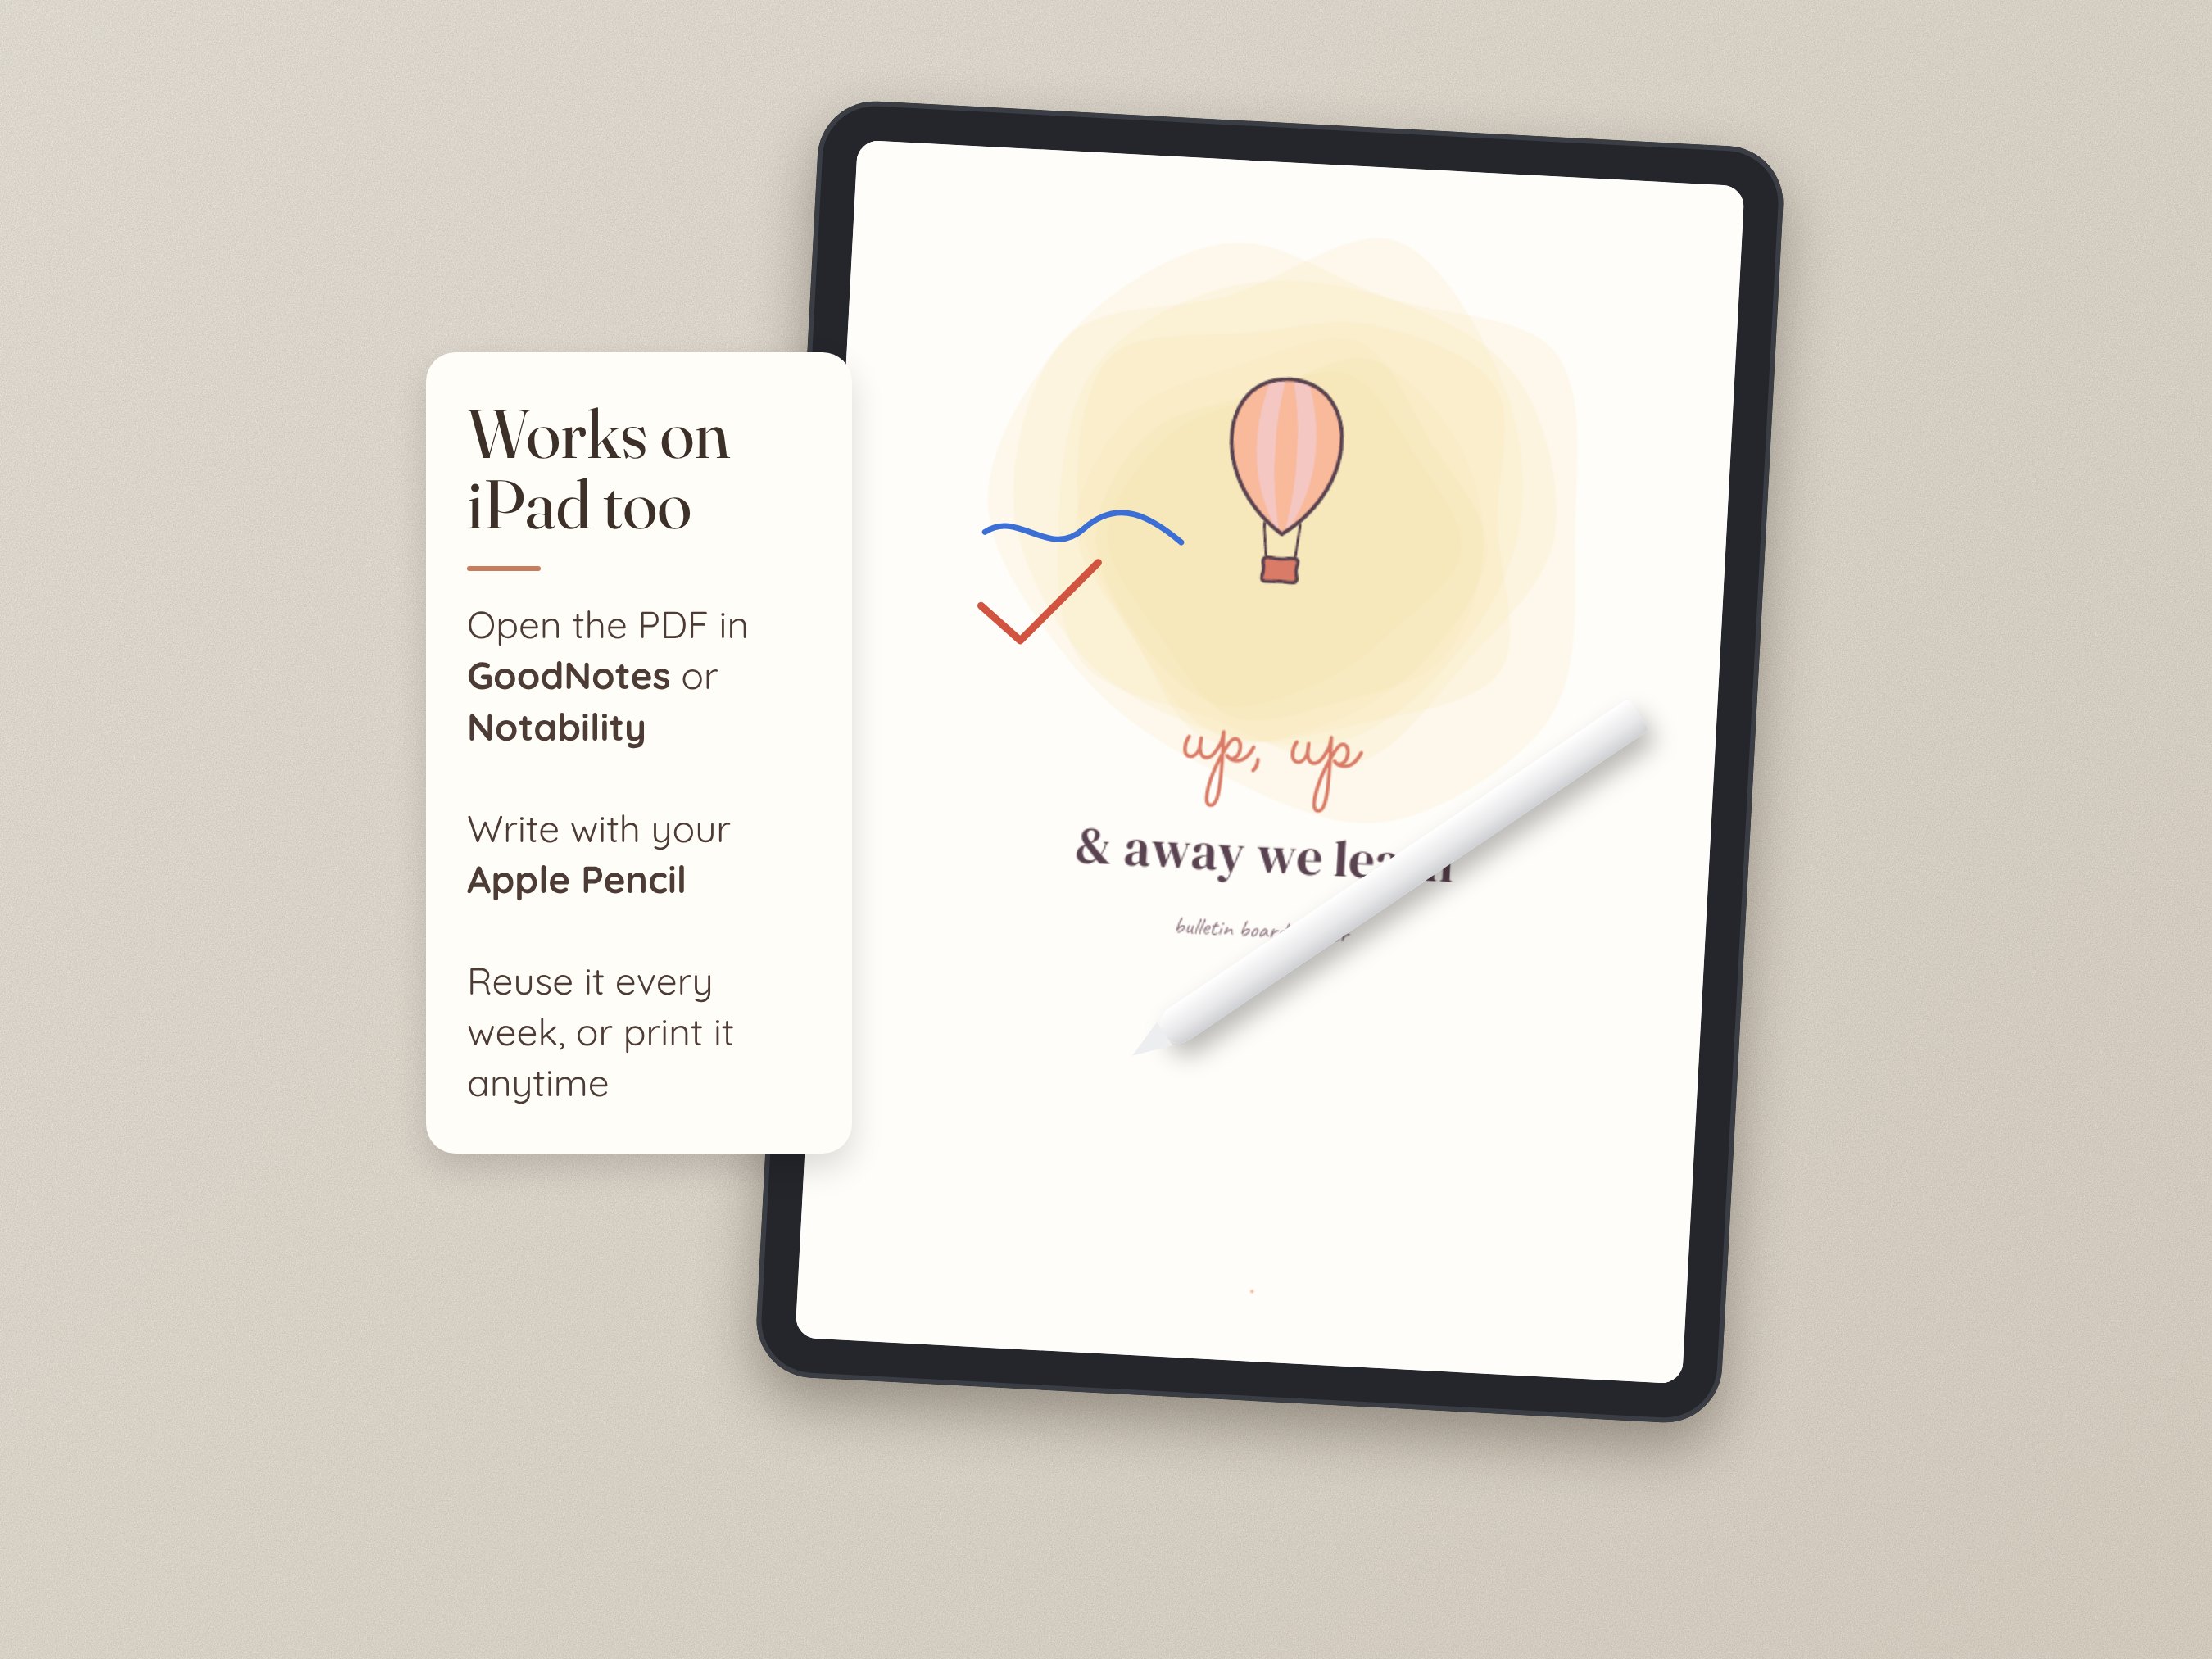 Works on
iPad too
Open the PDF in
GoodNotes or
Notability
Write with your
Apple Pencil
Reuse it every
week, or print it
anytime
up, up
& away we
bulletin